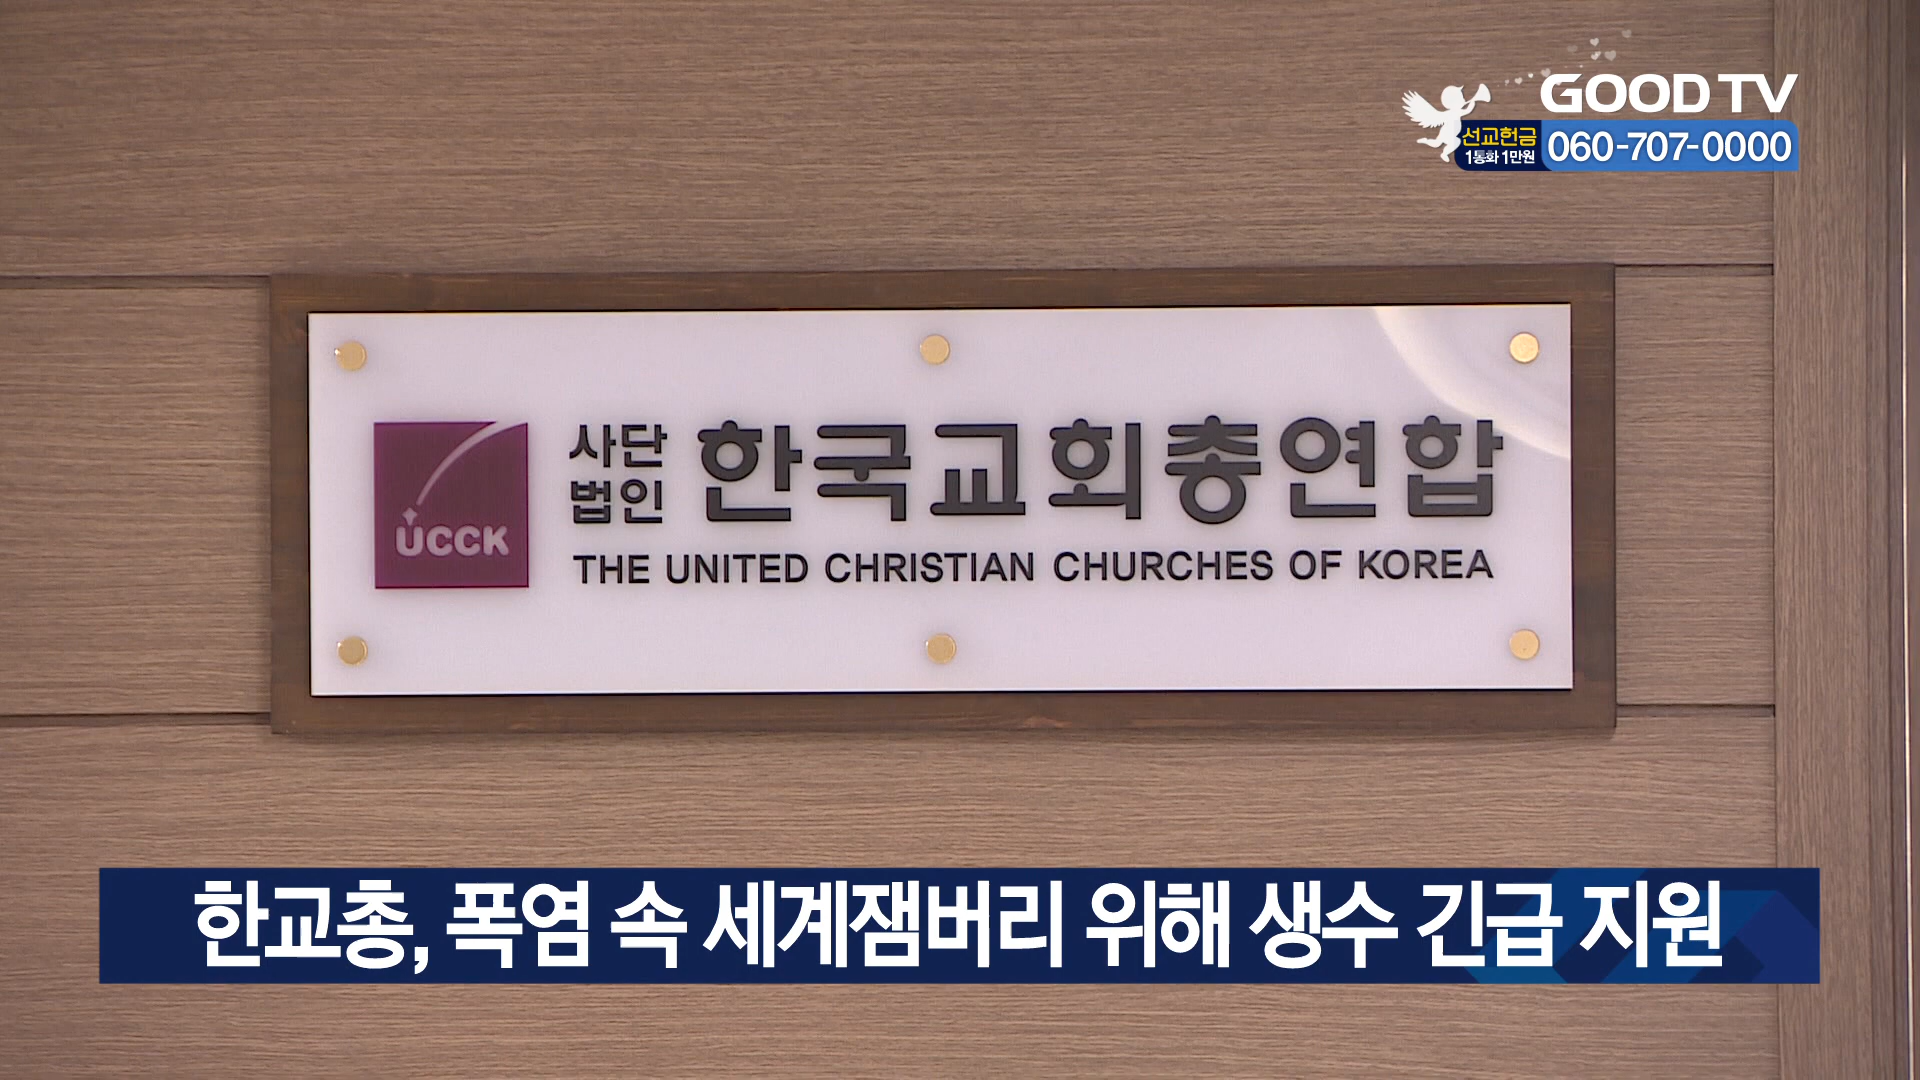 GOOD TV
선교헌금
1통화 1만원
060-707-0000
사단
법인
한국교회총연합
UCCK
THE UNITED CHRISTIAN CHURCHES OF KOREA
한교총, 폭염 속 세계잼버리 위해 생수 긴급 지원